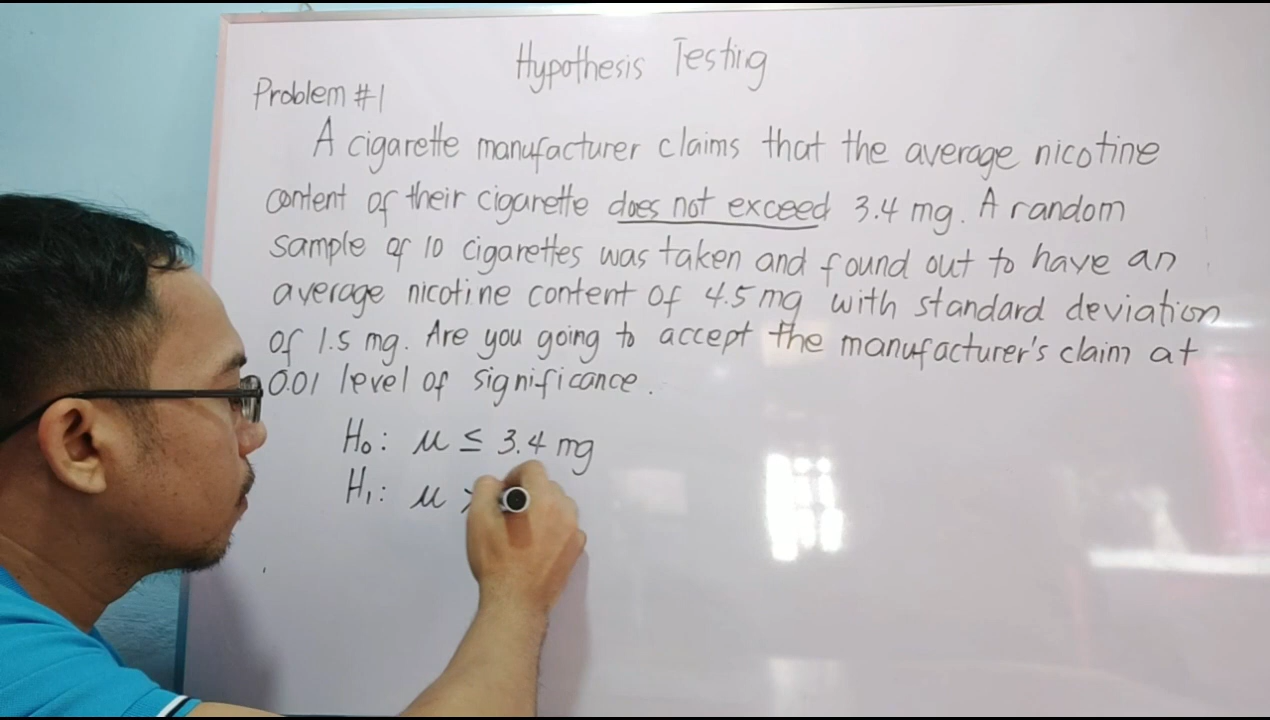 Hypothesis Testing
Problem #1
A cigarette manufacturer claims that the average nicotine
content of their cigarette does not exceed 3.4 mg. A random
sample of 10 cigarettes was taken and found out to have an
average nicotine content of 4.5 mg with standard deviation
of 1.5 mg. Are you going to accept the manufacturer's claim at
0.01 level of significance.
H₀: μ ≤ 3.4 mg
H₁: μ >